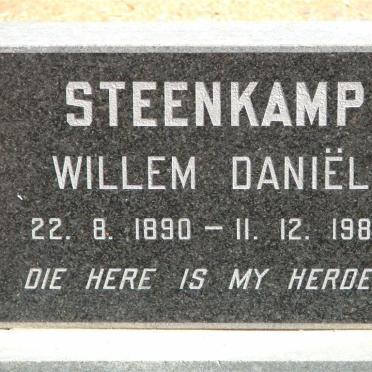 STEENKAMP
WILLEM DANIËL
22. 8. 1890 – 11. 12. 198
DIE HERE IS MY HERDE